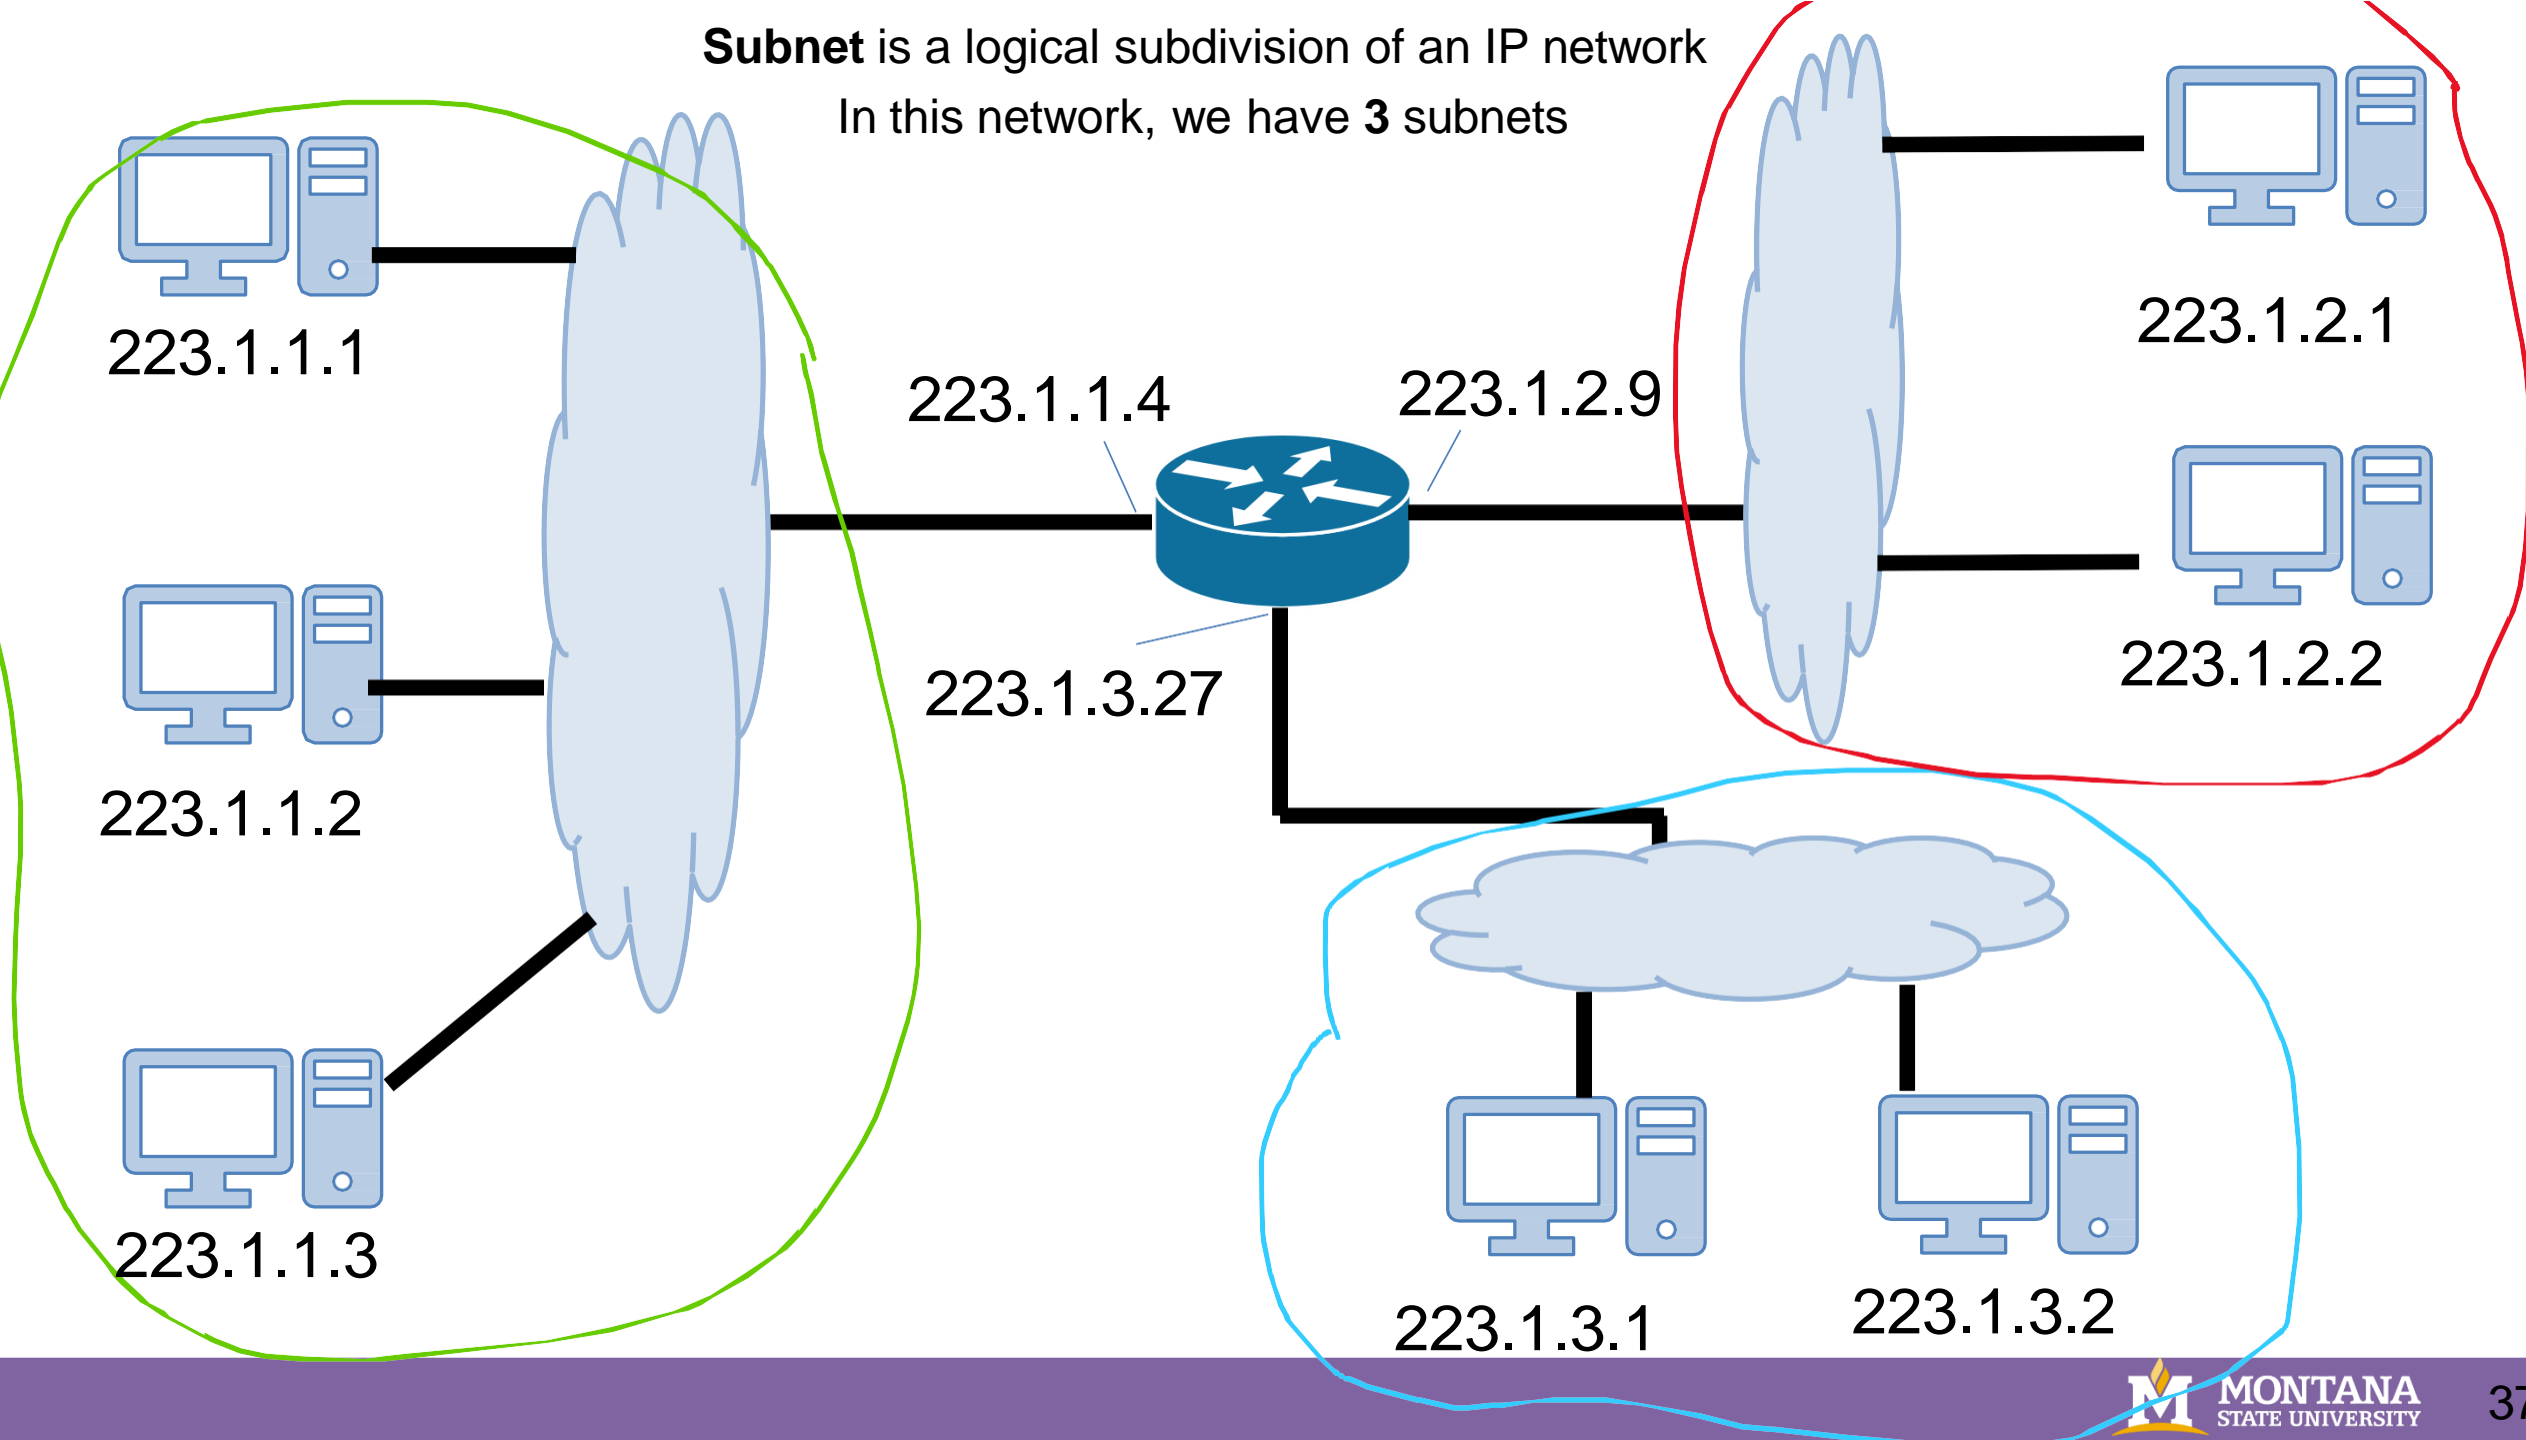 Subnet is a logical subdivision of an IP network
In this network, we have 3 subnets
223.1.1.1
223.1.2.1
223.1.1.4
223.1.2.9
223.1.2.2
223.1.3.27
223.1.1.2
223.1.1.3
223.1.3.1
223.1.3.2
M MONTANA
STATE UNIVERSITY
37